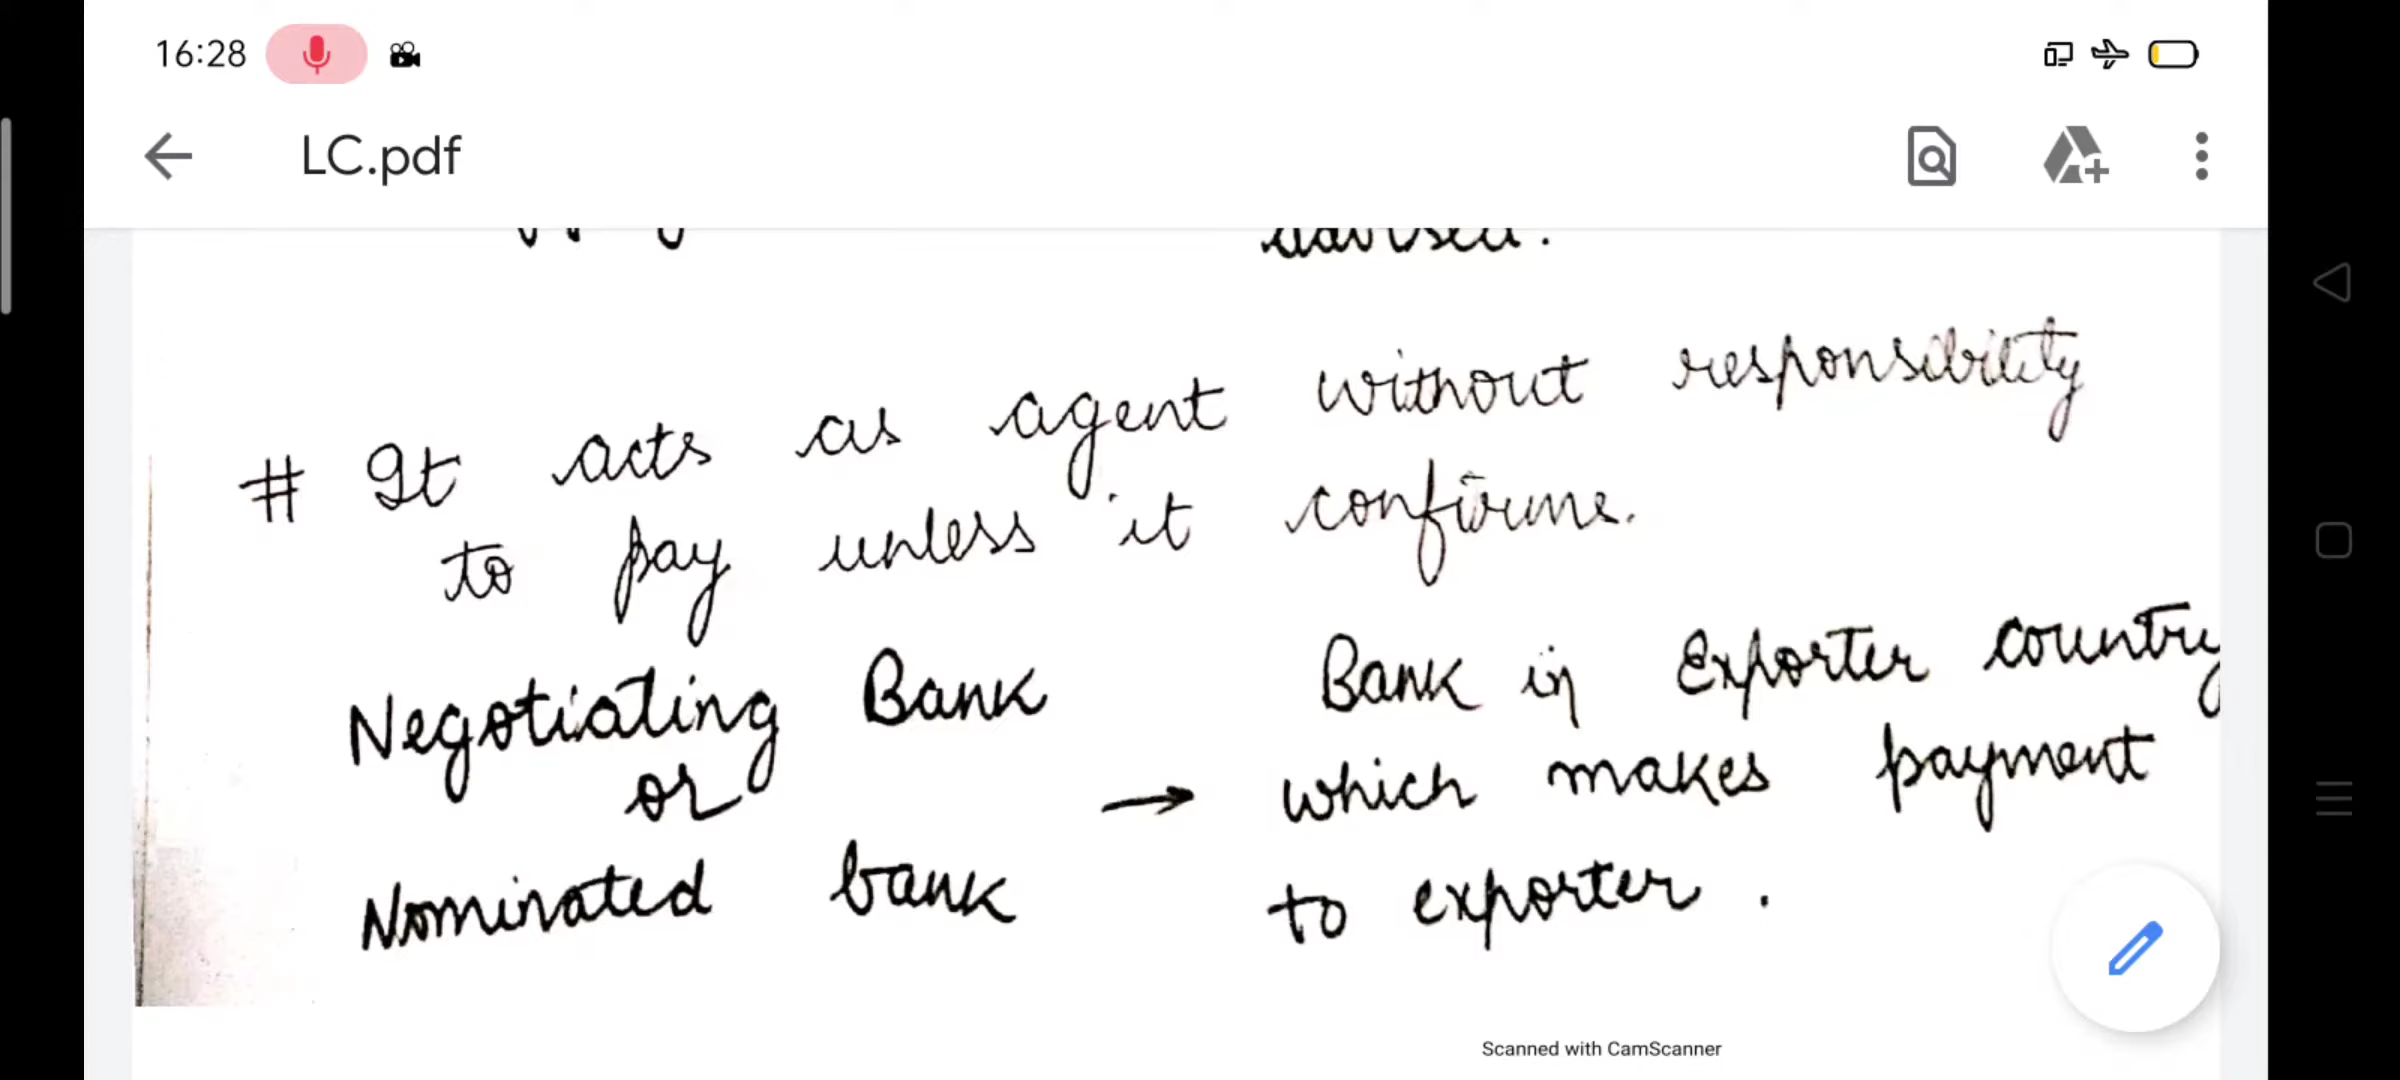 16:28
LC.pdf
advised.
# It acts as agent without responsibility
to pay unless it confirms.
Negotiating Bank
or
Nominated bank
→ Bank in Exporter country
which makes payment
to exporter.
Scanned with CamScanner